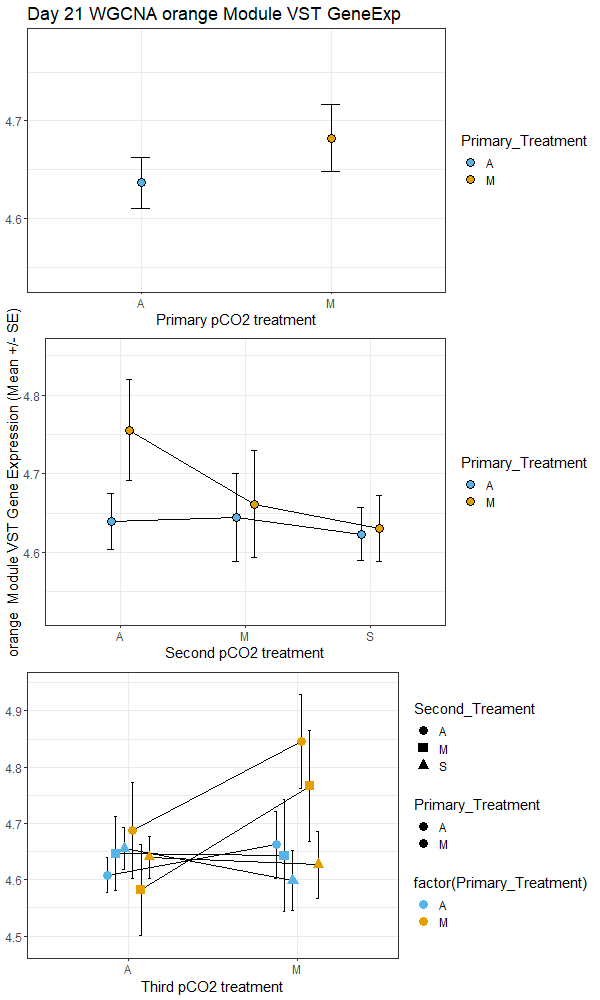 Day 21 WGCNA orange Module VST GeneExp
4.7
4.6
A
M
Primary pCO2 treatment
Primary_Treatment
A
M
orange Module VST Gene Expression (Mean +/- SE)
4.8
4.7
4.6
A
M
S
Second pCO2 treatment
Primary_Treatment
A
M
4.9
4.8
4.7
4.6
4.5
A
M
Third pCO2 treatment
Second_Treament
A
M
S
Primary_Treatment
A
M
factor(Primary_Treatment)
A
M